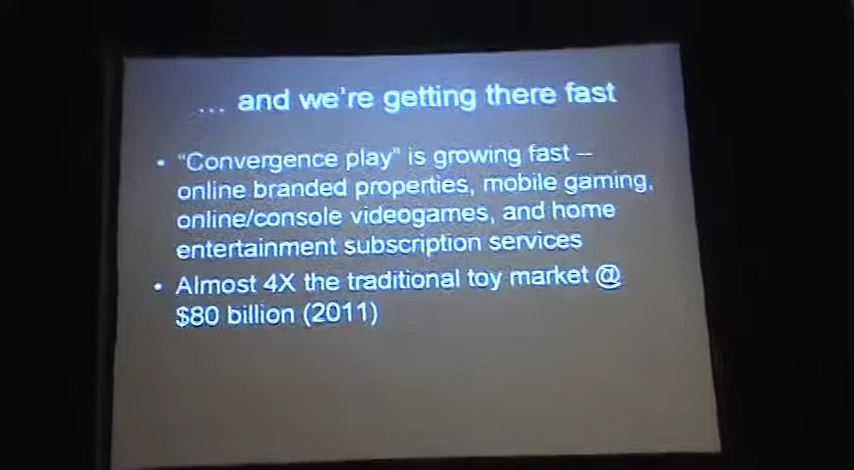 ... and we're getting there fast
• "Convergence play" is growing fast –
online branded properties, mobile gaming,
online/console videogames, and home
entertainment subscription services
• Almost 4X the traditional toy market @
$80 billion (2011)